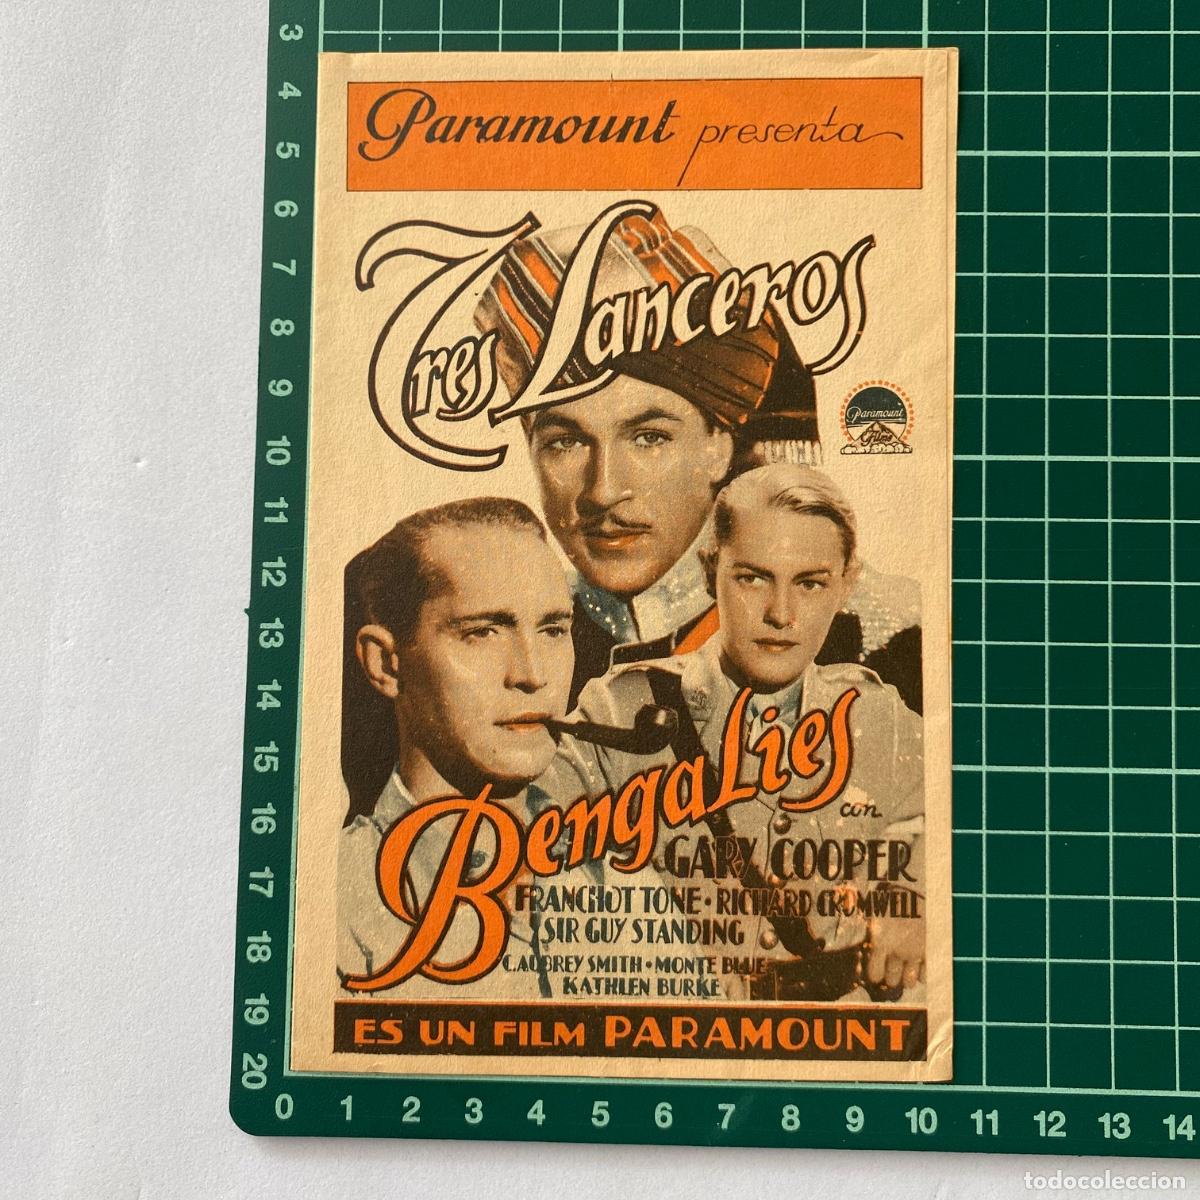 Paramount presenta
Tres Lanceros
Paramount
Films
Bengalies
con
GARY COOPER
FRANCHOT TONE · RICHARD CROMWELL
SIR GUY STANDING
C. AUBREY SMITH · MONTE BLUE
KATHLEN BURKE
ES UN FILM PARAMOUNT
3
4
5
6
7
8
9
10
11
12
13
14
15
16
17
18
19
20
0 1 2 3 4 5 6 7 8 9 10 11 12 13 14
todocoleccion